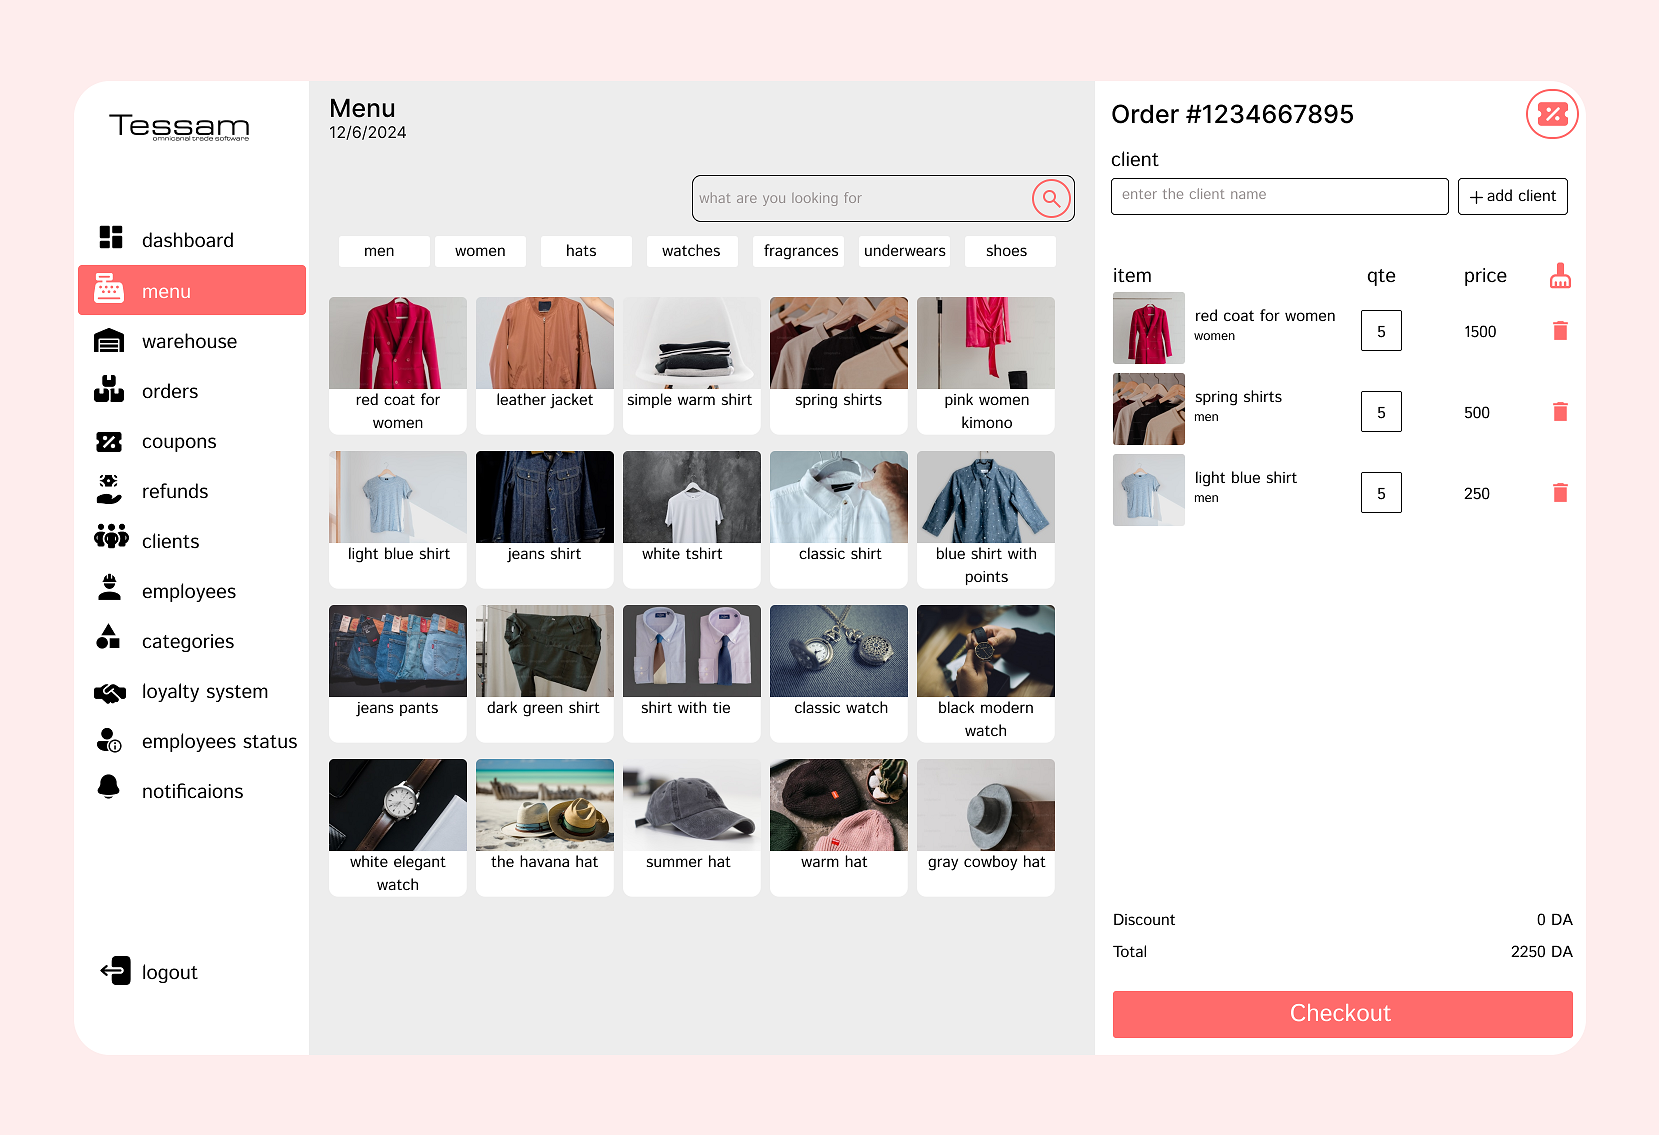 Tessam
omnicanal trade software
dashboard
menu
warehouse
orders
coupons
refunds
clients
employees
categories
loyalty system
employees status
notificaions
logout
Menu
12/6/2024
what are you looking for
men
women
hats
watches
fragrances
underwears
shoes
red coat for
women
leather jacket
simple warm shirt
spring shirts
pink women
kimono
light blue shirt
jeans shirt
white tshirt
classic shirt
blue shirt with
points
jeans pants
dark green shirt
shirt with tie
classic watch
black modern
watch
white elegant
watch
the havana hat
summer hat
warm hat
gray cowboy hat
Order #1234667895
client
enter the client name
+ add client
item qte price
red coat for women
women
5
1500
spring shirts
men
5
500
light blue shirt
men
5
250
Discount 0 DA
Total 2250 DA
Checkout